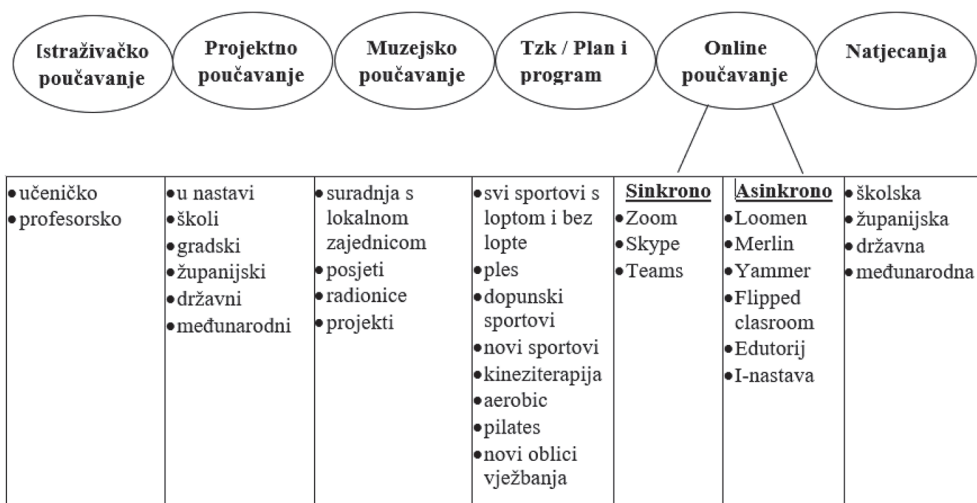 Istraživačko
poučavanje
Projektno
poučavanje
Muzejsko
poučavanje
Tzk / Plan i
program
Online
poučavanje
Natjecanja
●učeničko
●profesorsko
●u nastavi
●školi
●gradski
●županijski
●državni
●međunarodni
●suradnja s
lokalnom
zajednicom
●posjeti
●radionice
●projekti
●svi sportovi s
loptom i bez
lopte
●ples
●dopunski
sportovi
●novi sportovi
●kineziterapija
●aerobic
●pilates
●novi oblici
vježbanja
Sinkrono
●Zoom
●Skype
●Teams
Asinkrono
●Loomen
●Merlin
●Yammer
●Flipped
clasroom
●Edutorij
●I-nastava
●školska
●županijska
●državna
●međunarodna